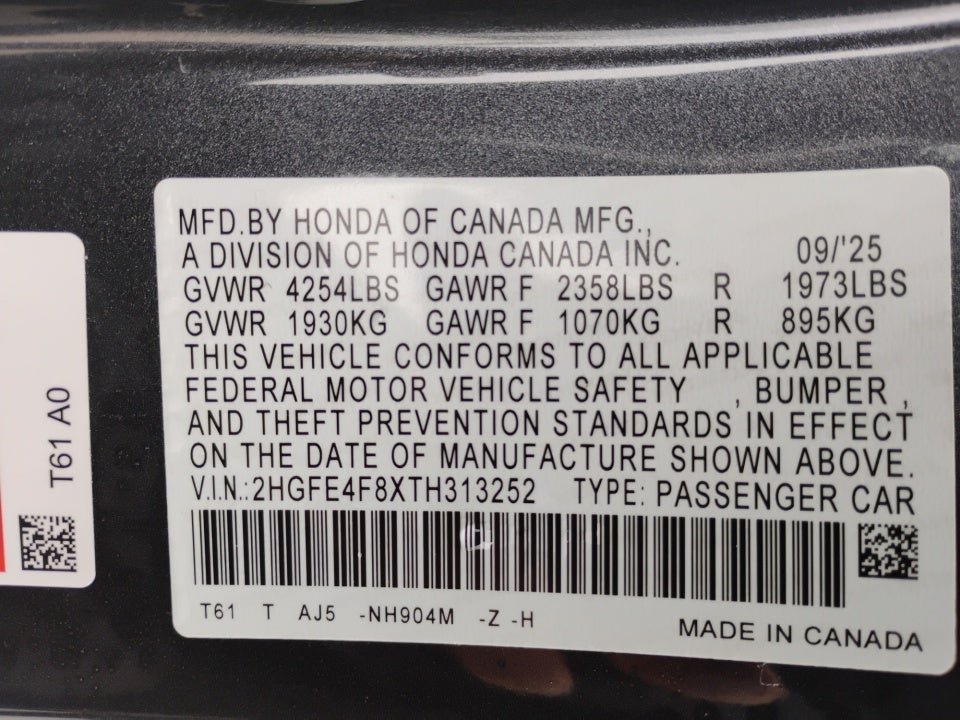 MFD.BY HONDA OF CANADA MFG.,
A DIVISION OF HONDA CANADA INC. 09/'25
GVWR 4254LBS GAWR F 2358LBS R 1973LBS
GVWR 1930KG GAWR F 1070KG R 895KG
THIS VEHICLE CONFORMS TO ALL APPLICABLE
FEDERAL MOTOR VEHICLE SAFETY , BUMPER ,
AND THEFT PREVENTION STANDARDS IN EFFECT
ON THE DATE OF MANUFACTURE SHOWN ABOVE.
V.I.N.:2HGFE4F8XTH313252 TYPE: PASSENGER CAR
T61 T AJ5 -NH904M -Z -H
MADE IN CANADA
T61 A0